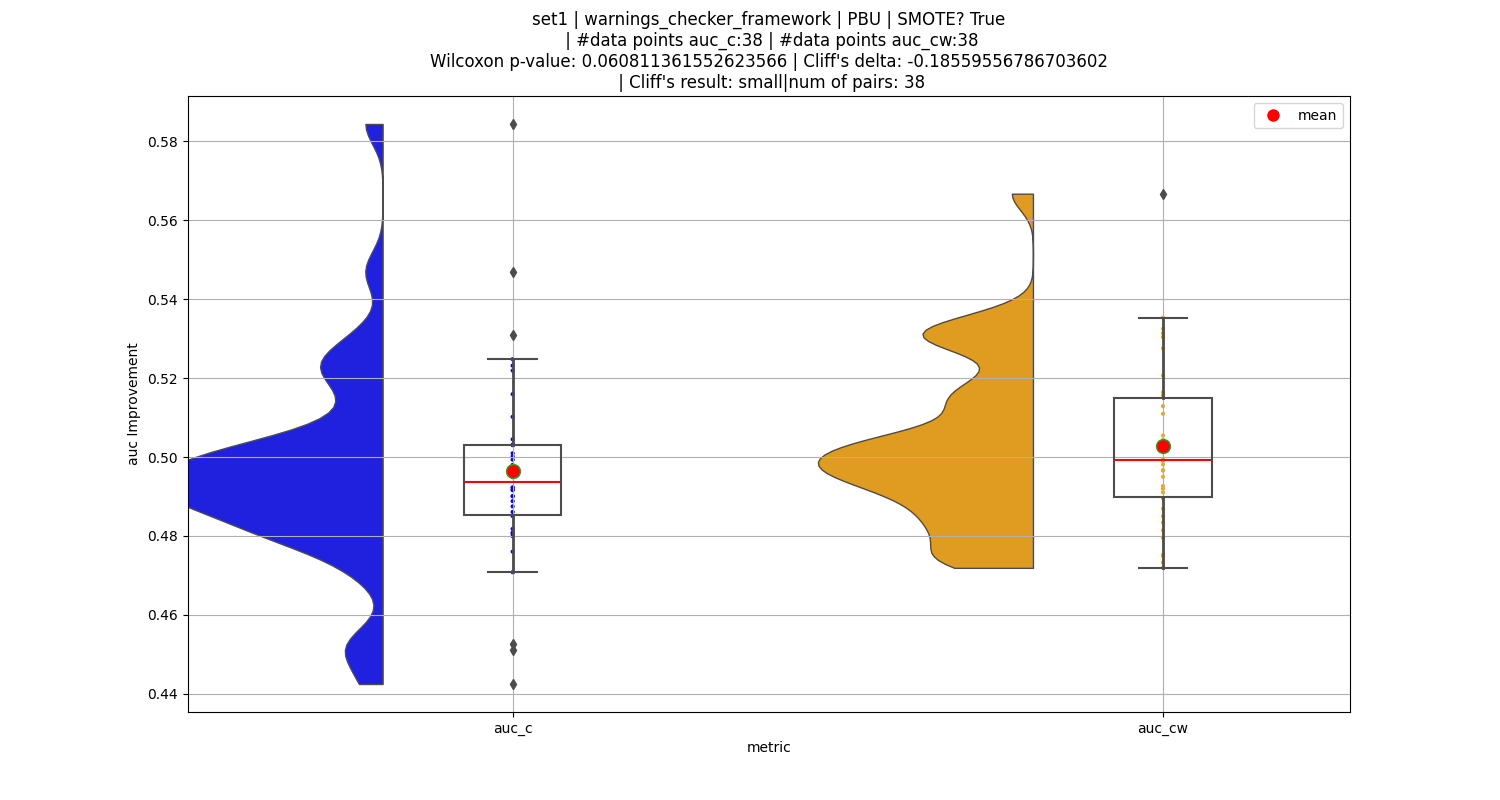 set1 | warnings_checker_framework | PBU | SMOTE? True
| #data points auc_c:38 | #data points auc_cw:38
Wilcoxon p-value: 0.060811361552623566 | Cliff's delta: -0.18559556786703602
| Cliff's result: small|num of pairs: 38
mean
0.58
0.56
0.54
0.52
0.50
0.48
0.46
0.44
auc Improvement
auc_c
auc_cw
metric